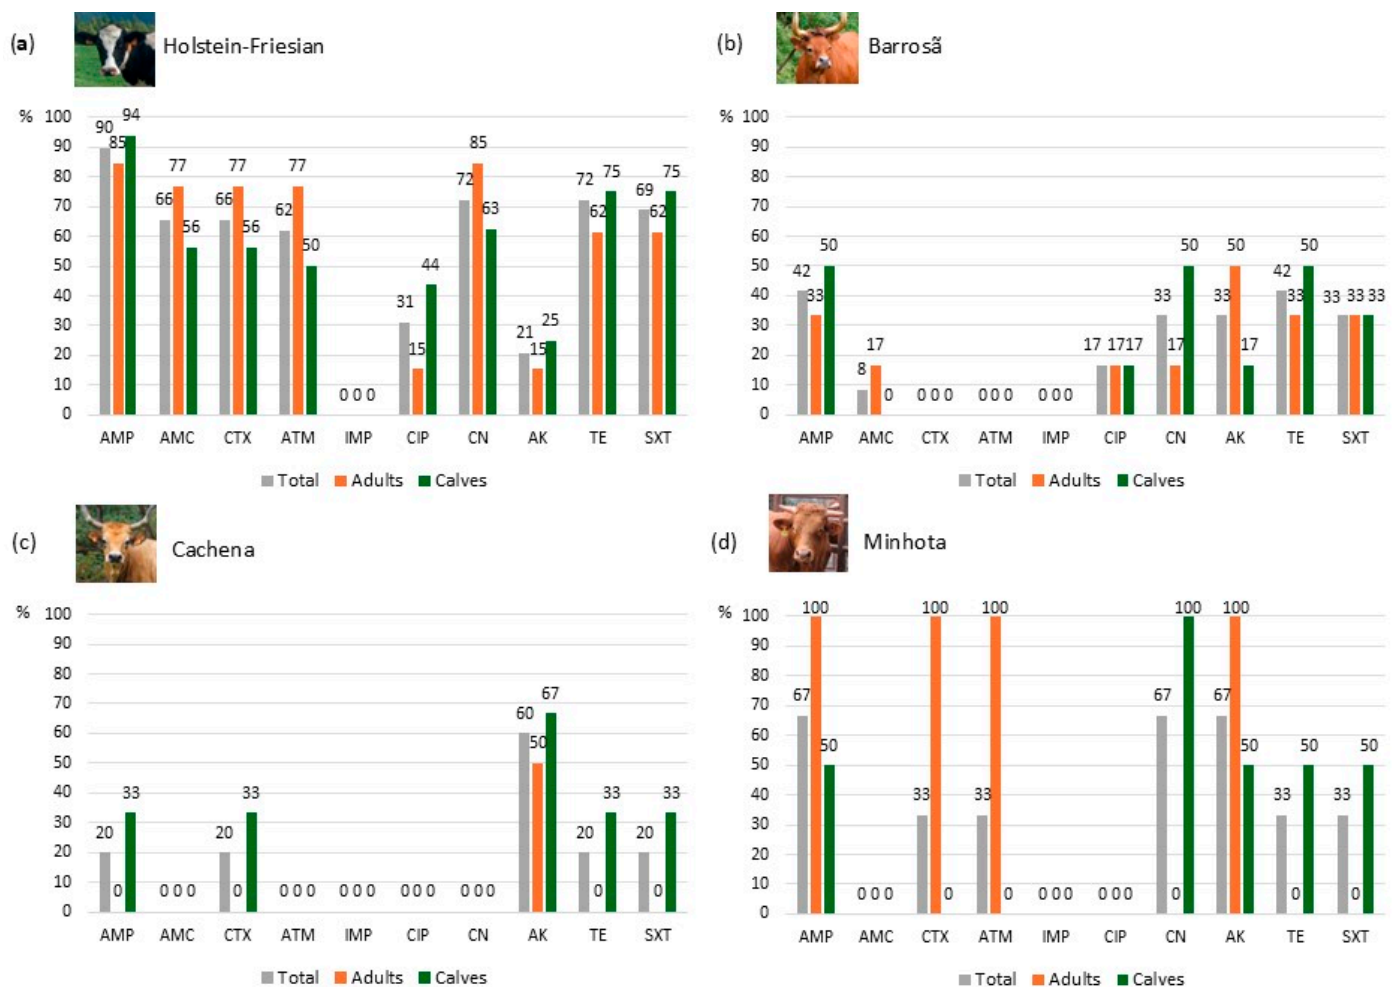 (a) Holstein-Friesian
% 100
90
80
70
60
50
40
30
20
10
0
90 85 94
66 77 56
66 77 56
62 77 50
0 0 0
31 15 44
72 85 63
21 15 25
72 62 75
69 62 75
AMP AMC CTX ATM IMP CIP CN AK TE SXT
Total Adults Calves
(b) Barrosã
% 100
90
80
70
60
50
40
30
20
10
0
42 33 50
8 17 0
0 0 0
0 0 0
0 0 0
17 17 17
33 17 50
33 50 17
42 33 50
33 33 33
AMP AMC CTX ATM IMP CIP CN AK TE SXT
Total Adults Calves
(c) Cachena
% 100
90
80
70
60
50
40
30
20
10
0
20 0 33
0 0 0
20 0 33
0 0 0
0 0 0
0 0 0
0 0 0
60 50 67
20 0 33
20 0 33
AMP AMC CTX ATM IMP CIP CN AK TE SXT
Total Adults Calves
(d) Minhota
% 100
90
80
70
60
50
40
30
20
10
0
67 100 50
0 0 0
33 100 0
33 100 0
0 0 0
0 0 0
67 0 100
67 100 50
33 0 50
33 0 50
AMP AMC CTX ATM IMP CIP CN AK TE SXT
Total Adults Calves